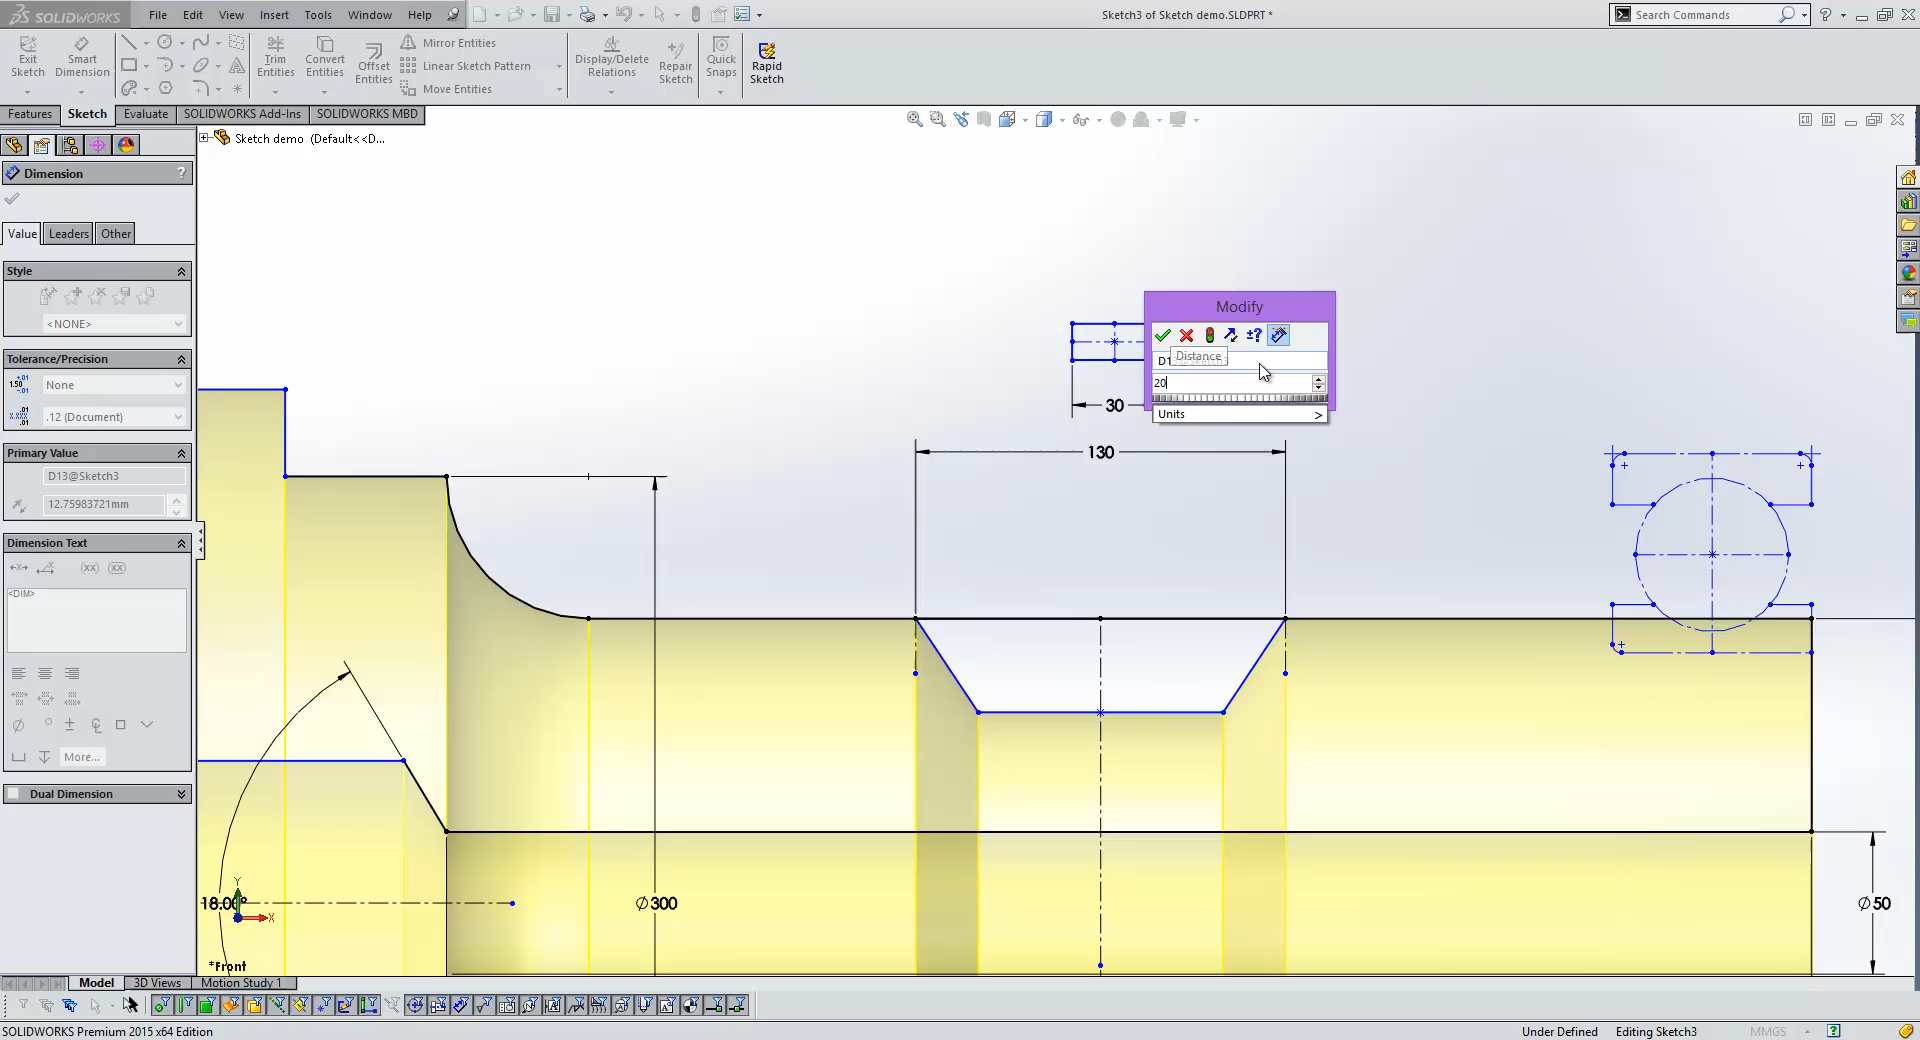 SOLIDWORKS File Edit View Insert Tools Window Help Sketch3 of Sketch demo.SLDPRT * Search Commands ?
Exit Sketch
Smart Dimension
Trim Entities
Convert Entities
Offset Entities
Mirror Entities
Linear Sketch Pattern
Move Entities
Display/Delete Relations
Repair Sketch
Quick Snaps
Rapid Sketch
Features Sketch Evaluate SOLIDWORKS Add-Ins SOLIDWORKS MBD
Sketch demo (Default<<D...
Dimension ?
Value Leaders Other
Style
<NONE>
Tolerance/Precision
None
.12 (Document)
Primary Value
D13@Sketch3
12.75983721mm
Dimension Text
<DIM>
More...
Dual Dimension
Modify
Distance
20
Units >
30
130
18.00°
Ø300
Ø50
Y
X
*Front
Model 3D Views Motion Study 1
SOLIDWORKS Premium 2015 x64 Edition Under Defined Editing Sketch3 MMGS ?